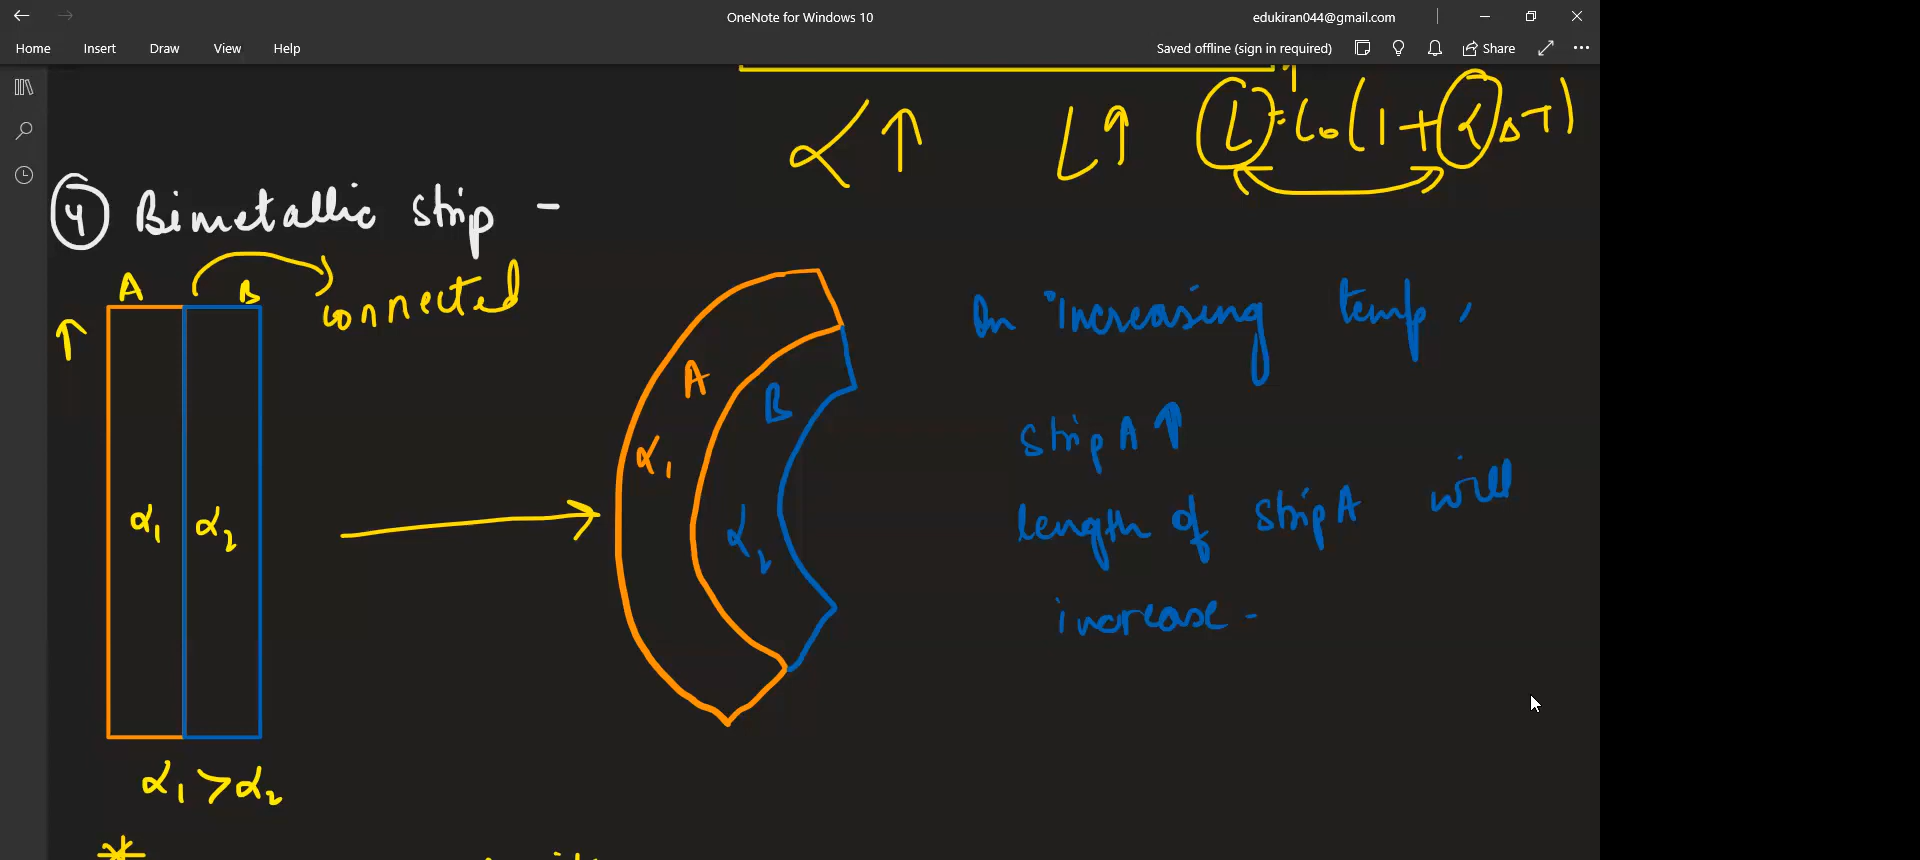 OneNote for Windows 10
edukiran044@gmail.com
Home Insert Draw View Help
Saved offline (sign in required) Share
α↑ L↑ L = L₀(1+αΔT)
④ Bimetallic strip -
A B connected
↑
α₁ α₂
α₁ > α₂
A B
α₁ α₂
On increasing temp,
strip A↑
length of strip A will
increase -
*